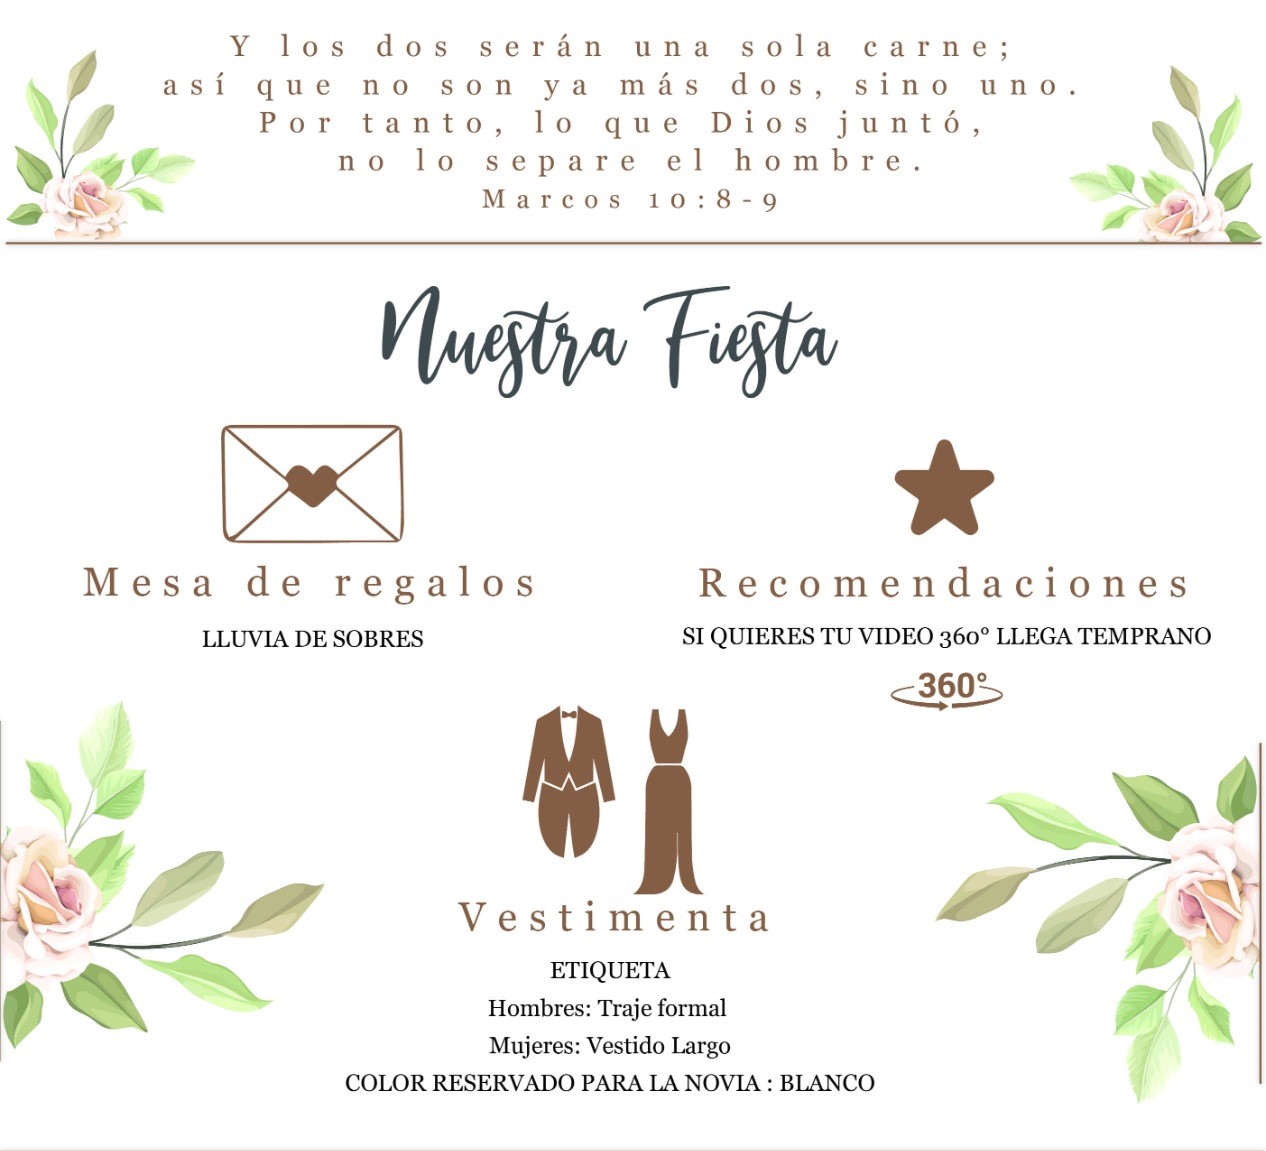 Y los dos serán una sola carne;
así que no son ya más dos, sino uno.
Por tanto, lo que Dios juntó,
no lo separe el hombre.
Marcos 10:8-9
Nuestra Fiesta
Mesa de regalos
LLUVIA DE SOBRES
Recomendaciones
SI QUIERES TU VIDEO 360° LLEGA TEMPRANO
360°
Vestimenta
ETIQUETA
Hombres: Traje formal
Mujeres: Vestido Largo
COLOR RESERVADO PARA LA NOVIA : BLANCO